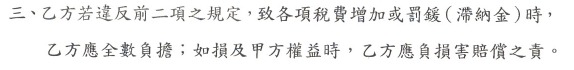 三、乙方若違反前二項之規定，致各項稅費增加或罰鍰（滯納金）時，
乙方應全數負擔；如損及甲方權益時，乙方應負損害賠償之責。